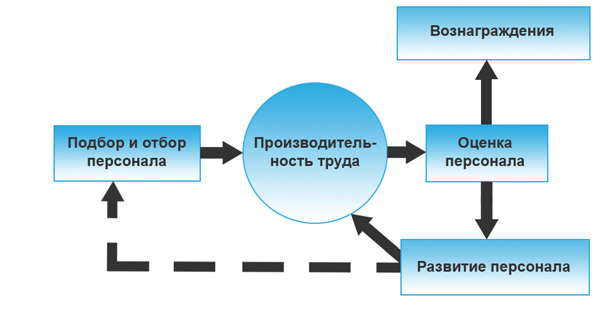 Вознаграждения
Подбор и отбор
персонала
Производитель-
ность труда
Оценка
персонала
Развитие персонала